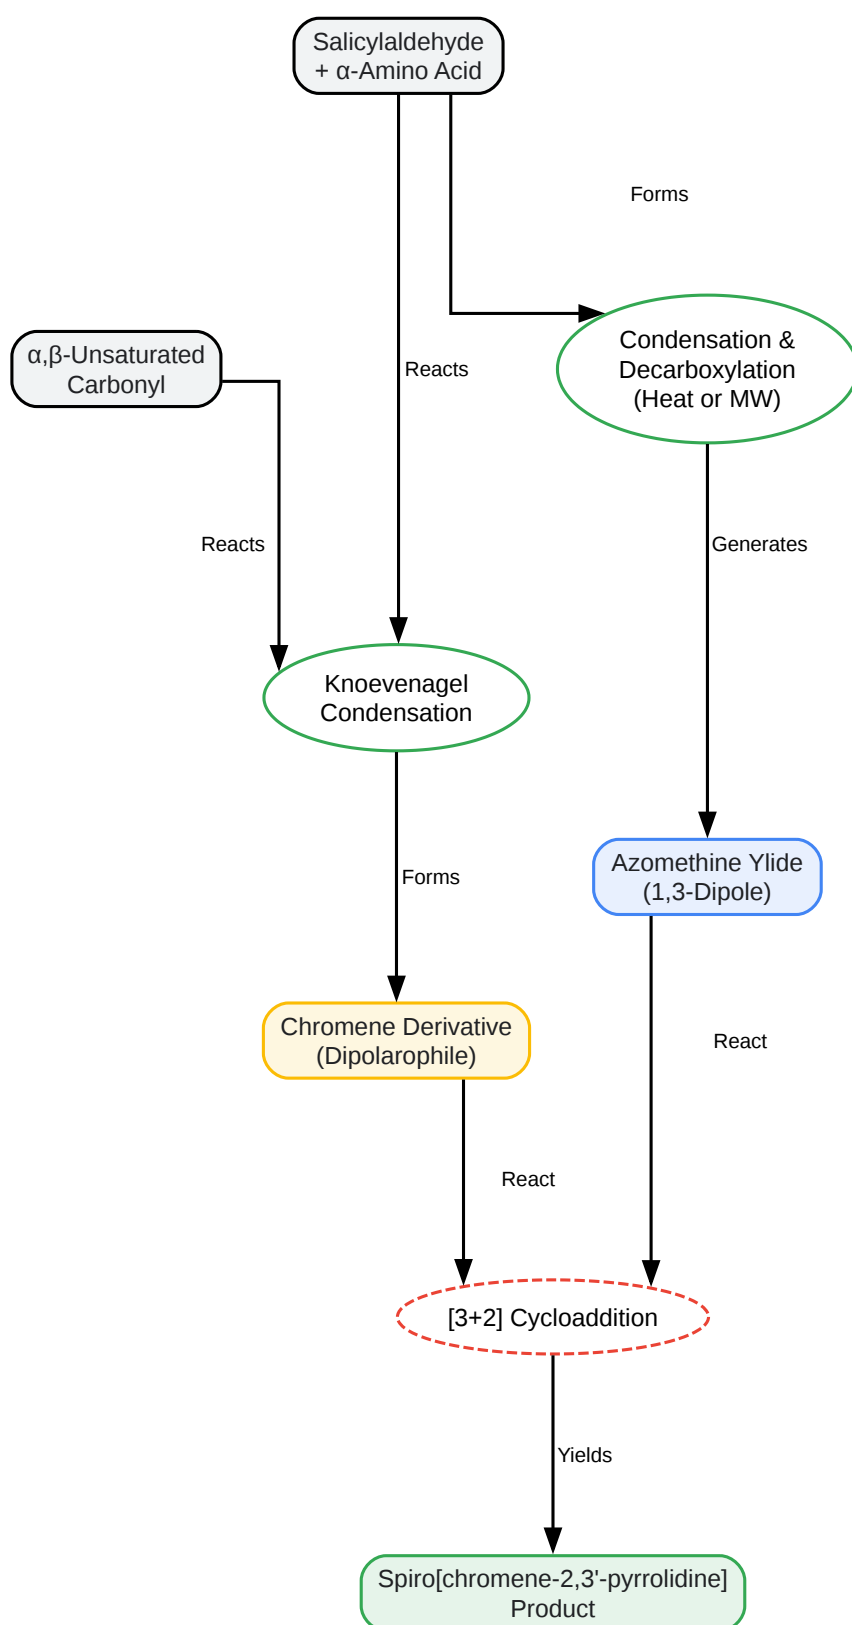 Salicylaldehyde
+ α-Amino Acid
Forms
Condensation &
Decarboxylation
(Heat or MW)
α,β-Unsaturated
Carbonyl
Reacts
Reacts
Generates
Knoevenagel
Condensation
Forms
Azomethine Ylide
(1,3-Dipole)
Chromene Derivative
(Dipolarophile)
React
React
[3+2] Cycloaddition
Yields
Spiro[chromene-2,3'-pyrrolidine]
Product